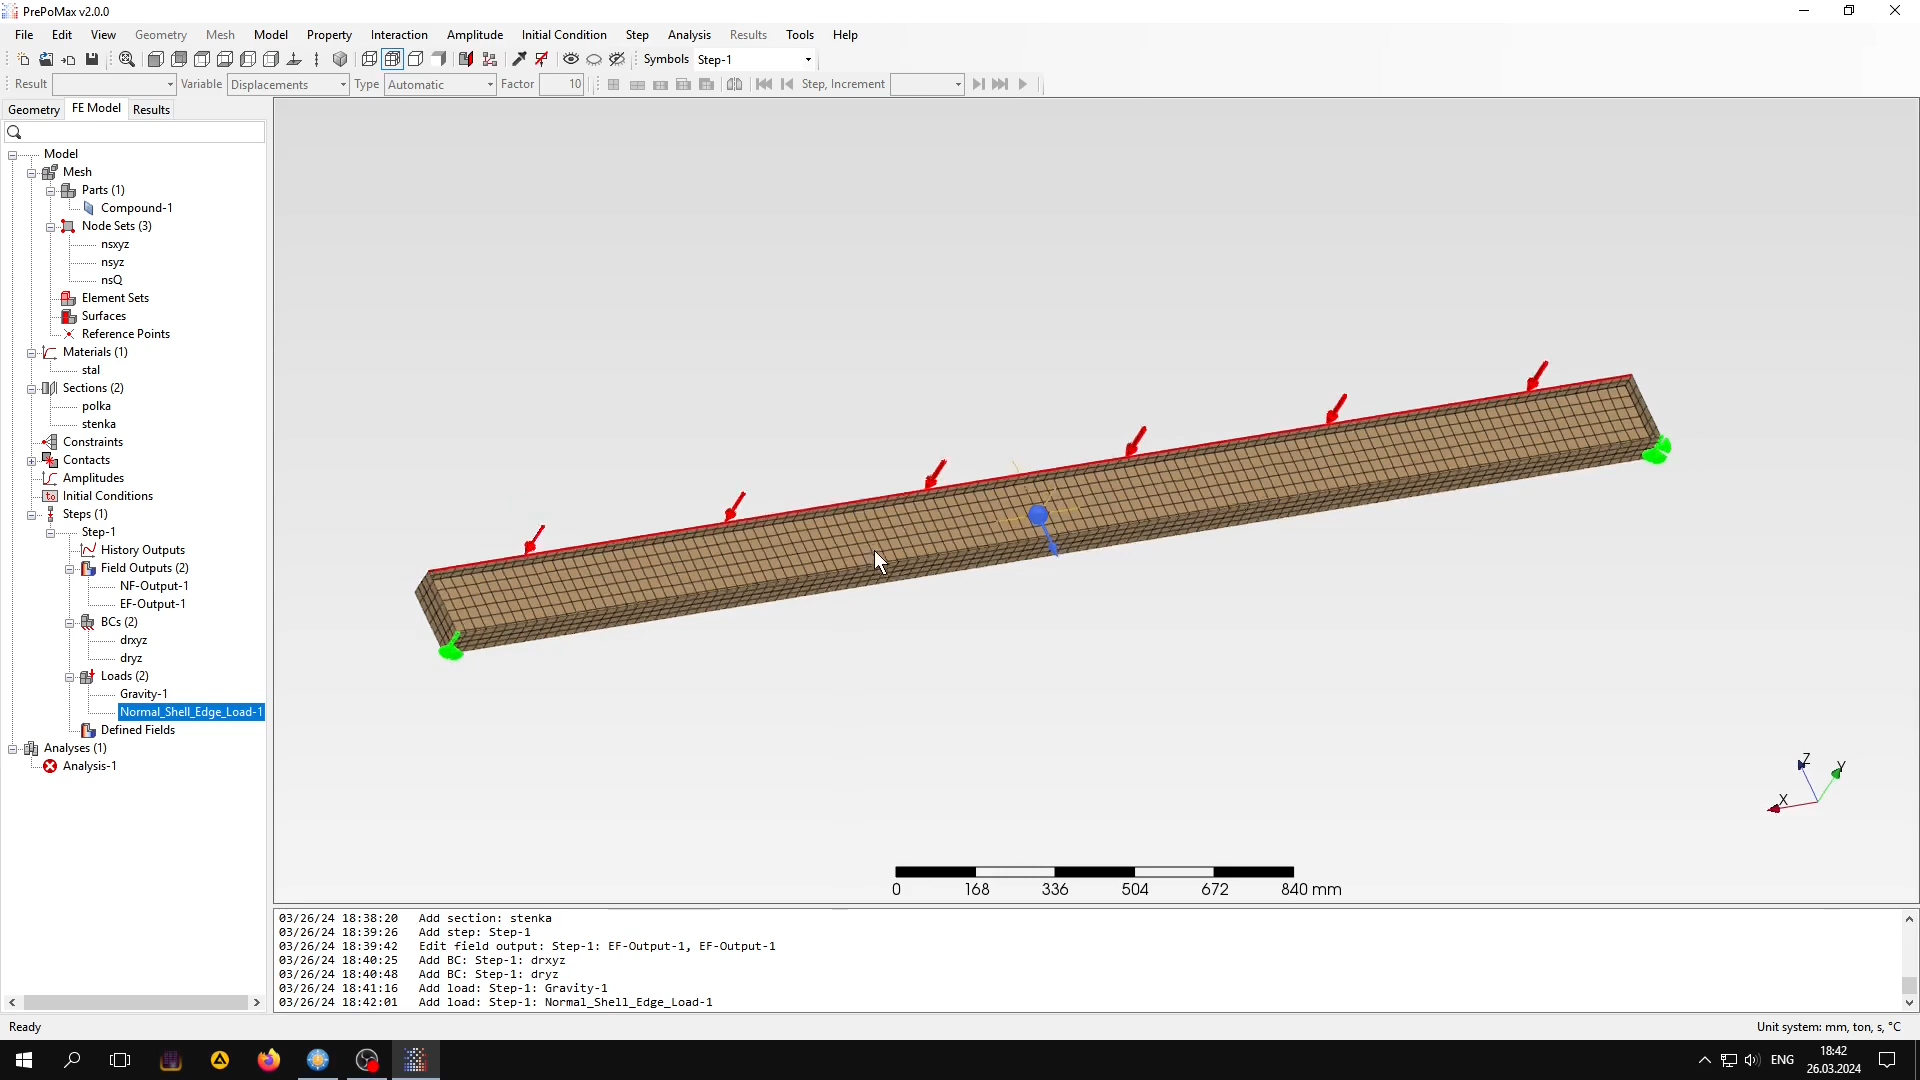 PrePoMax v2.0.0
File Edit View Geometry Mesh Model Property Interaction Amplitude Initial Condition Step Analysis Results Tools Help
Symbols Step-1
Result Variable Displacements Type Automatic Factor 10 Step, Increment
Geometry FE Model Results
Model
Mesh
Parts (1)
Compound-1
Node Sets (3)
nsxyz
nsyz
nsQ
Element Sets
Surfaces
Reference Points
Materials (1)
stal
Sections (2)
polka
stenka
Constraints
Contacts
Amplitudes
Initial Conditions
Steps (1)
Step-1
History Outputs
Field Outputs (2)
NF-Output-1
EF-Output-1
BCs (2)
drxyz
dryz
Loads (2)
Gravity-1
Normal_Shell_Edge_Load-1
Defined Fields
Analyses (1)
Analysis-1
Z
Y
X
0 168 336 504 672 840 mm
03/26/24 18:38:20 Add section: stenka
03/26/24 18:39:26 Add step: Step-1
03/26/24 18:39:42 Edit field output: Step-1: EF-Output-1, EF-Output-1
03/26/24 18:40:25 Add BC: Step-1: drxyz
03/26/24 18:40:48 Add BC: Step-1: dryz
03/26/24 18:41:16 Add load: Step-1: Gravity-1
03/26/24 18:42:01 Add load: Step-1: Normal_Shell_Edge_Load-1
Ready
Unit system: mm, ton, s, °C
ENG
18:42
26.03.2024